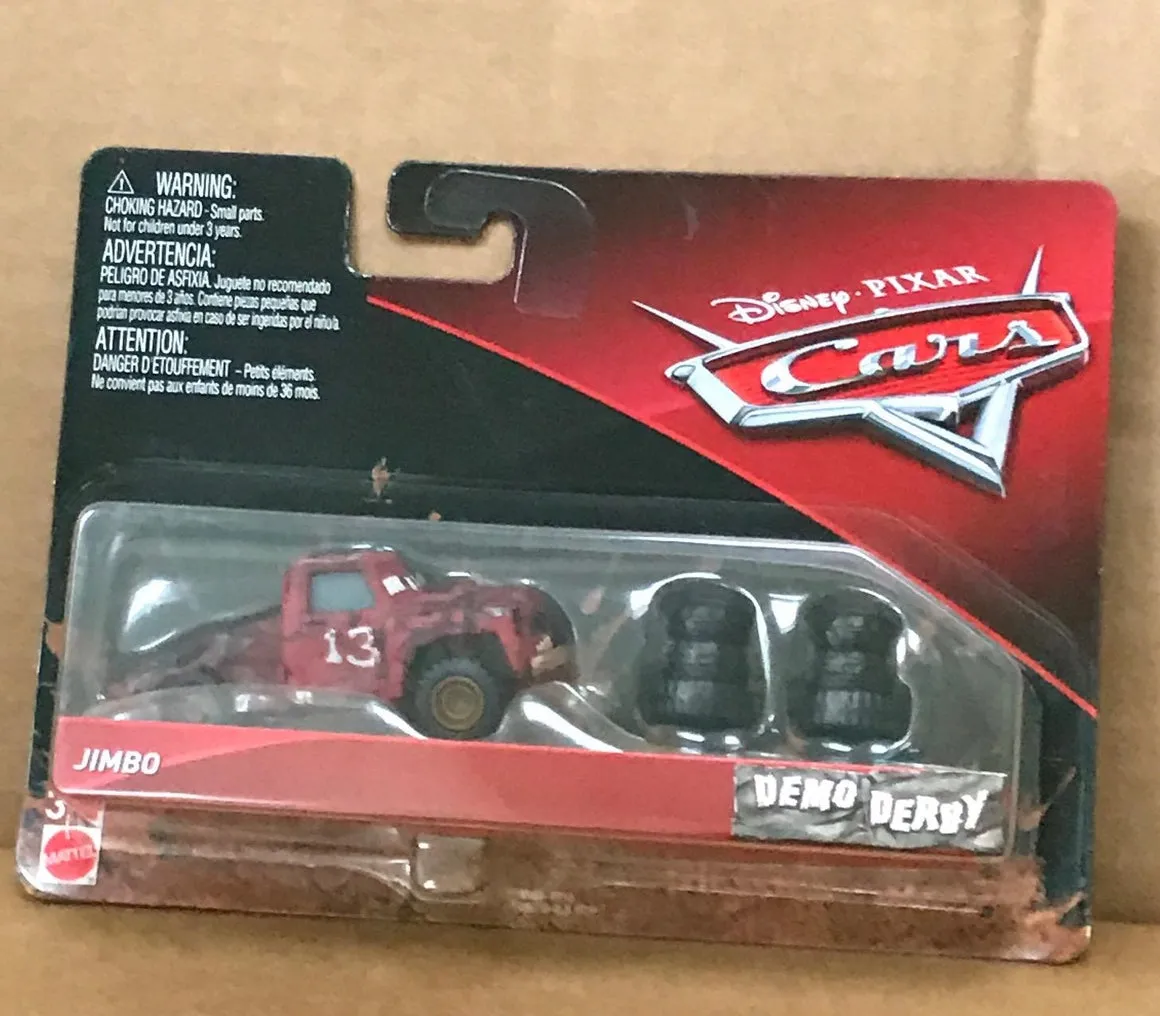 WARNING:
CHOKING HAZARD - Small parts.
Not for children under 3 years.
ADVERTENCIA:
PELIGRO DE ASFIXIA. Juguete no recomendado
para menores de 3 años. Contiene piezas pequeñas que
podrían provocar asfixia en caso de ser ingeridas por el niño/a.
ATTENTION:
DANGER D'ÉTOUFFEMENT - Petits éléments.
Ne convient pas aux enfants de moins de 36 mois.
DISNEY·PIXAR
Cars
13
JIMBO
DEMO DERBY
3
MATTEL